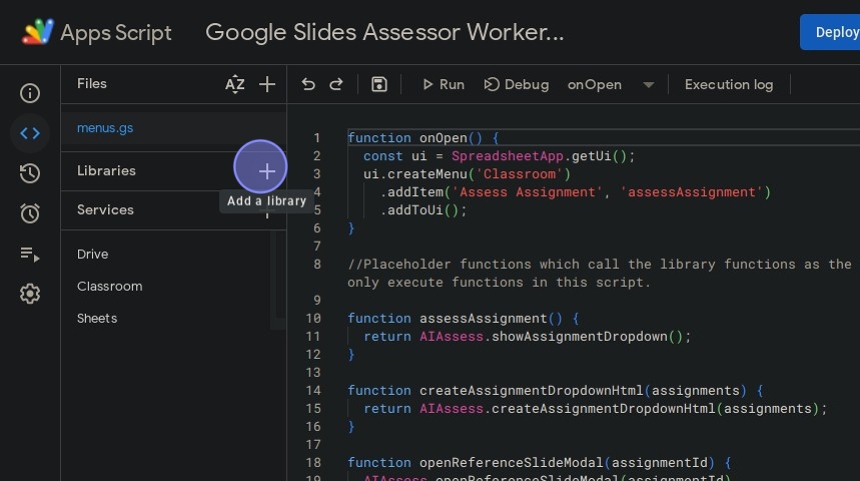 Apps Script
Google Slides Assessor Worker...
Deploy
Files
AZ
Run
Debug
onOpen
Execution log
menus.gs
Libraries
Add a library
Services
Drive
Classroom
Sheets
1 function onOpen() {
2 const ui = SpreadsheetApp.getUi();
3 ui.createMenu('Classroom')
4 .addItem('Assess Assignment', 'assessAssignment')
5 .addToUi();
6 }
7
8 //Placeholder functions which call the library functions as the
only execute functions in this script.
9
10 function assessAssignment() {
11 return AIAssess.showAssignmentDropdown();
12 }
13
14 function createAssignmentDropdownHtml(assignments) {
15 return AIAssess.createAssignmentDropdownHtml(assignments);
16 }
17
18 function openReferenceSlideModal(assignmentId) {
19 AIAssess.openReferenceSlideModal(assignmentId)